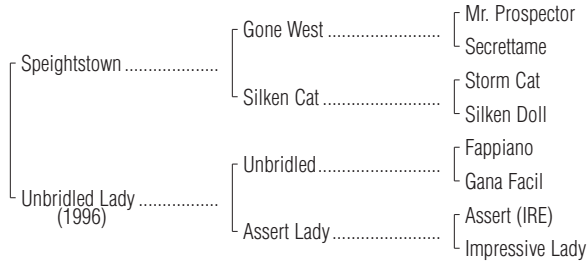 Mr. Prospector
Gone West ........................
Secrettame
Speightstown ....................
Storm Cat
Silken Cat .........................
Silken Doll
Fappiano
Unbridled ..........................
Gana Facil
Unbridled Lady .................
(1996)
Assert (IRE)
Assert Lady .......................
Impressive Lady